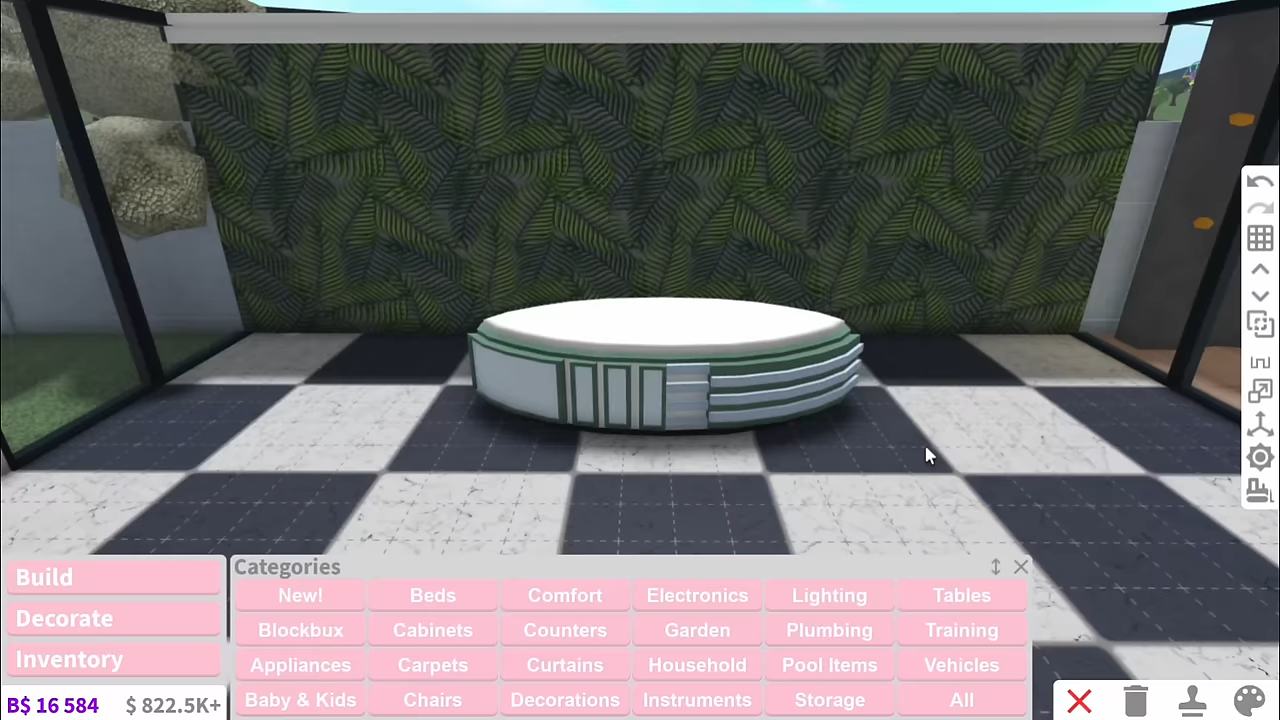 Build
Decorate
Inventory
B$ 16 584 $ 822.5K+
Categories
New! Beds Comfort Electronics Lighting Tables
Blockbux Cabinets Counters Garden Plumbing Training
Appliances Carpets Curtains Household Pool Items Vehicles
Baby & Kids Chairs Decorations Instruments Storage All